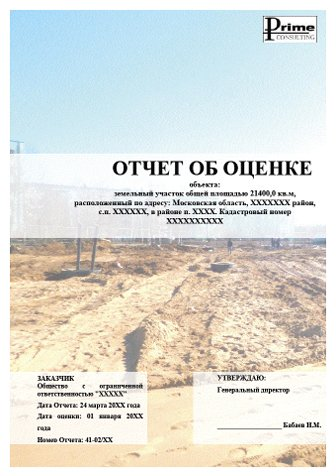 Prime
CONSULTING
ОТЧЕТ ОБ ОЦЕНКЕ
объекта:
земельный участок общей площадью 21400,0 кв.м,
расположенный по адресу: Московская область, XXXXXXX район,
с.п. XXXXXX, в районе п. XXXX. Кадастровый номер
XXXXXXXXXX
ЗАКАЗЧИК
Общество с ограниченной
ответственностью "XXXXX"
Дата Отчета: 24 марта 20XX года
Дата оценки: 01 января 20XX
года
Номер Отчета: 41-02/XX
УТВЕРЖДАЮ:
Генеральный директор
Бабаев И.М.